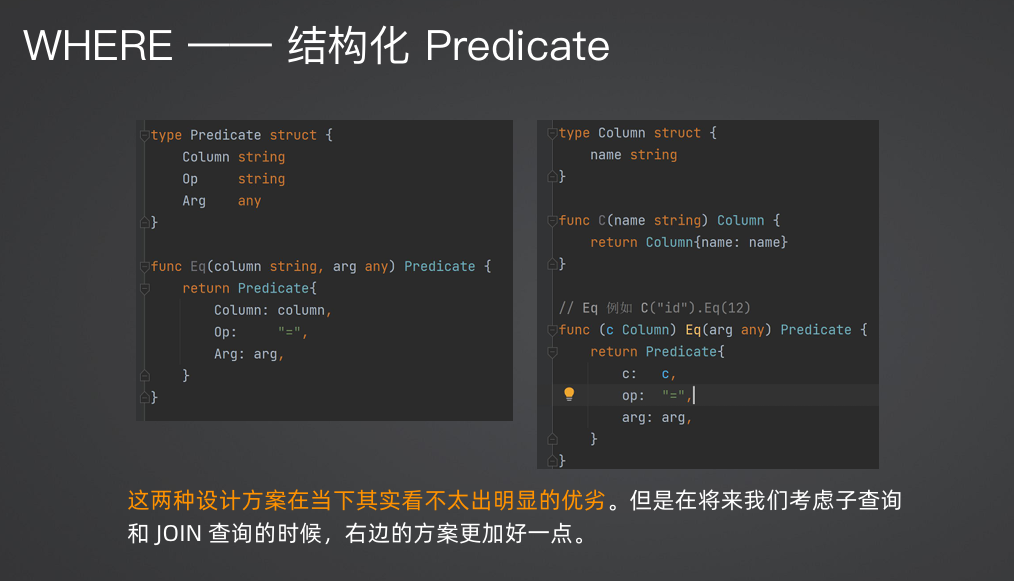 WHERE —— 结构化 Predicate
type Predicate struct {
    Column string
    Op     string
    Arg    any
}
func Eq(column string, arg any) Predicate {
    return Predicate{
        Column: column,
        Op:     "=",
        Arg: arg,
    }
}
type Column struct {
    name string
}
func C(name string) Column {
    return Column{name: name}
}
// Eq 例如 C("id").Eq(12)
func (c Column) Eq(arg any) Predicate {
    return Predicate{
        c:   c,
        op:  "=",
        arg: arg,
    }
}
这两种设计方案在当下其实看不太出明显的优劣。但是在将来我们考虑子查询
和 JOIN 查询的时候，右边的方案更加好一点。